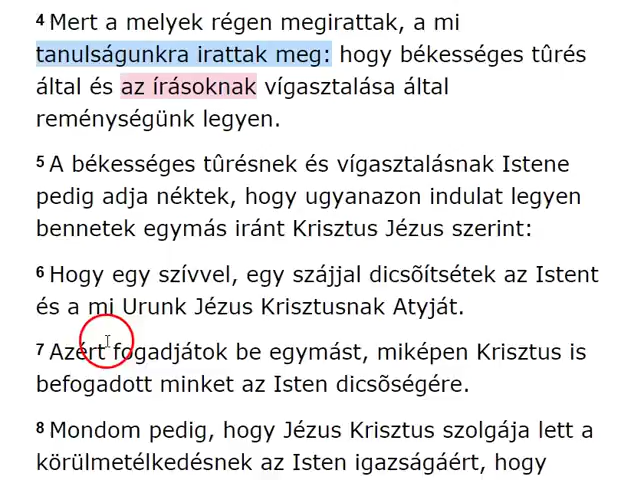 4 Mert a melyek régen megirattak, a mi
tanulságunkra irattak meg: hogy békességes tûrés
által és az írásoknak vígasztalása által
reménységünk legyen.
5 A békességes tûrésnek és vígasztalásnak Istene
pedig adja néktek, hogy ugyanazon indulat legyen
bennetek egymás iránt Krisztus Jézus szerint:
6 Hogy egy szívvel, egy szájjal dicsõítsétek az Istent
és a mi Urunk Jézus Krisztusnak Atyját.
7 Azért fogadjátok be egymást, miképen Krisztus is
befogadott minket az Isten dicsõségére.
8 Mondom pedig, hogy Jézus Krisztus szolgája lett a
körülmetélkedésnek az Isten igazságáért, hogy